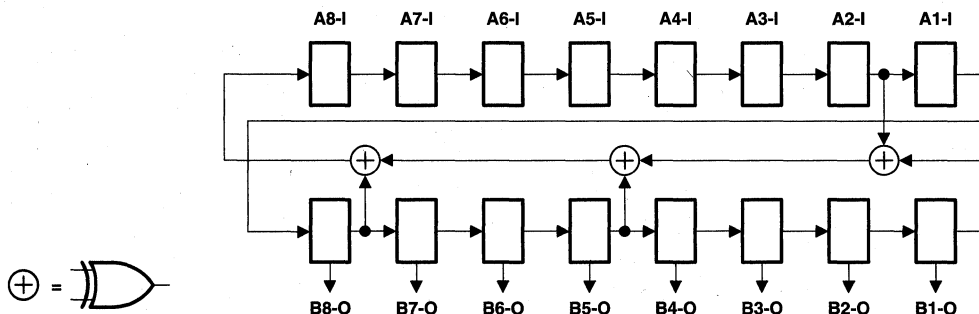 A8-I A7-I A6-I A5-I A4-I A3-I A2-I A1-I
=
B8-O B7-O B6-O B5-O B4-O B3-O B2-O B1-O